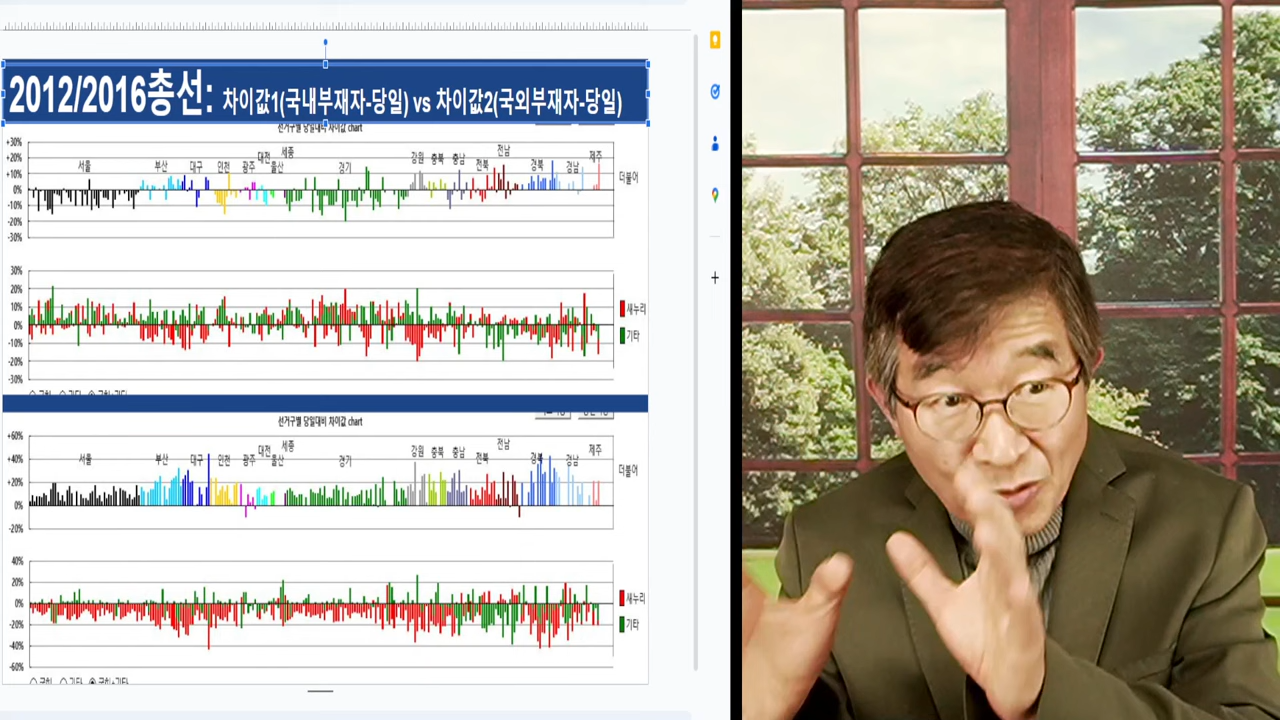 2012/2016총선: 차이값1(국내부재자-당일) vs 차이값2(국외부재자-당일)
선거구별 당일대비 차이값 chart
+30%
+20%
+10%
0%
-10%
-20%
-30%
서울 부산 대구 인천 광주 대전 울산 세종 경기 강원 충북 충남 전북 전남 경북 경남 제주
더불어
30%
20%
10%
0%
-10%
-20%
-30%
새누리
기타
선거구별 당일대비 차이값 chart
+60%
+40%
+20%
0%
-20%
서울 부산 대구 인천 광주 대전 울산 세종 경기 강원 충북 충남 전북 전남 경북 경남 제주
더불어
40%
20%
0%
-20%
-40%
-60%
새누리
기타